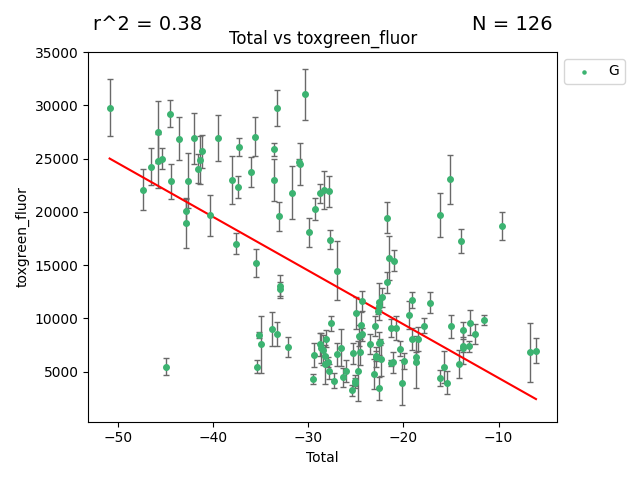 r^2 = 0.38
N = 126
Total vs toxgreen_fluor
G
35000
30000
25000
20000
15000
10000
5000
toxgreen_fluor
−50
−40
−30
−20
−10
Total